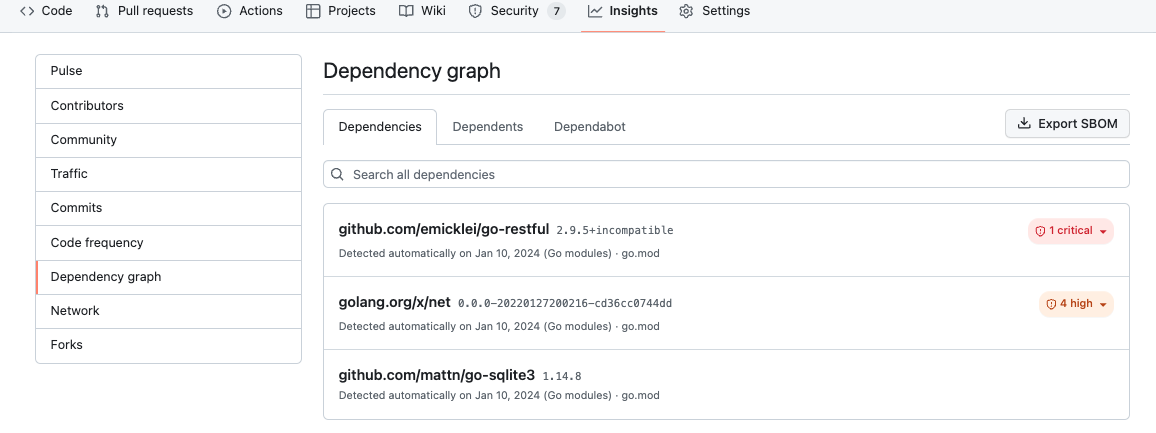 Code Pull requests Actions Projects Wiki Security 7 Insights Settings
Pulse
Contributors
Community
Traffic
Commits
Code frequency
Dependency graph
Network
Forks
Dependency graph
Dependencies Dependents Dependabot Export SBOM
Search all dependencies
github.com/emicklei/go-restful 2.9.5+incompatible 1 critical
Detected automatically on Jan 10, 2024 (Go modules) · go.mod
golang.org/x/net 0.0.0-20220127200216-cd36cc0744dd 4 high
Detected automatically on Jan 10, 2024 (Go modules) · go.mod
github.com/mattn/go-sqlite3 1.14.8
Detected automatically on Jan 10, 2024 (Go modules) · go.mod